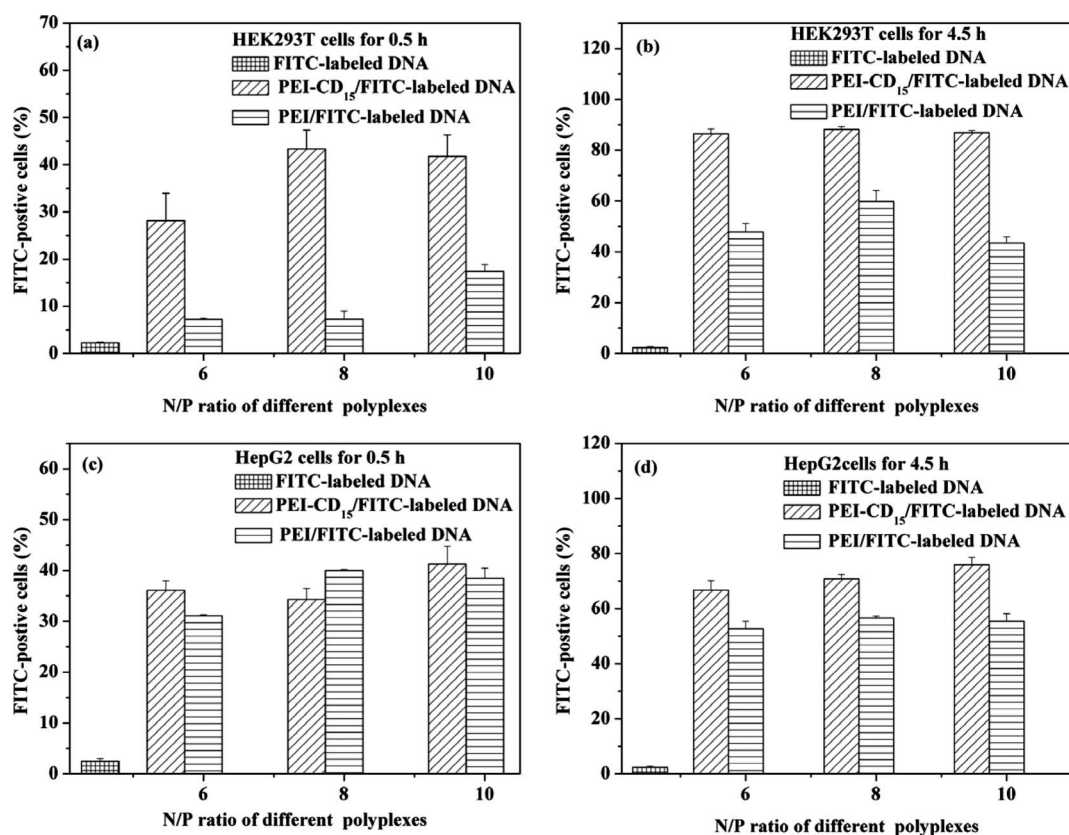 (a)
HEK293T cells for 0.5 h
FITC-labeled DNA
PEI-CD15/FITC-labeled DNA
PEI/FITC-labeled DNA
70
60
50
40
30
20
10
0
FITC-postive cells (%)
6 8 10
N/P ratio of different polyplexes
(b)
HEK293T cells for 4.5 h
FITC-labeled DNA
PEI-CD15/FITC-labeled DNA
PEI/FITC-labeled DNA
120
100
80
60
40
20
0
FITC-postive cells (%)
6 8 10
N/P ratio of different polyplexes
(c)
HepG2 cells for 0.5 h
FITC-labeled DNA
PEI-CD15/FITC-labeled DNA
PEI/FITC-labeled DNA
60
50
40
30
20
10
0
FITC-postive cells (%)
6 8 10
N/P ratio of different polyplexes
(d)
HepG2cells for 4.5 h
FITC-labeled DNA
PEI-CD15/FITC-labeled DNA
PEI/FITC-labeled DNA
120
100
80
60
40
20
0
FITC-postive cells (%)
6 8 10
N/P ratio of different polyplexes